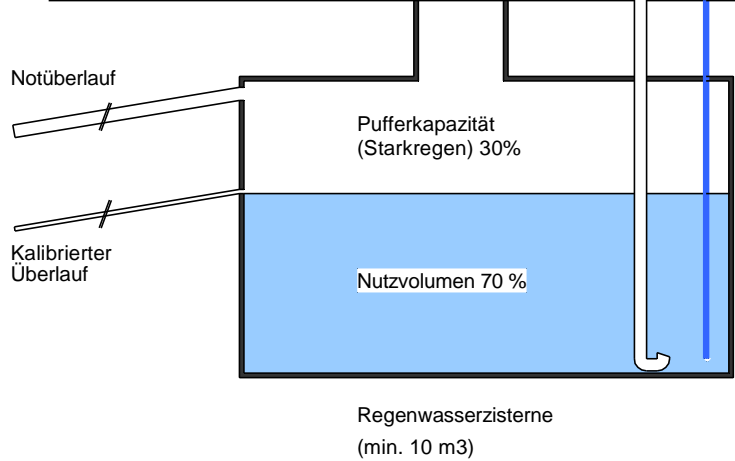 Notüberlauf
Pufferkapazität
(Starkregen) 30%
Kalibrierter
Überlauf
Nutzvolumen 70 %
Regenwasserzisterne
(min. 10 m3)